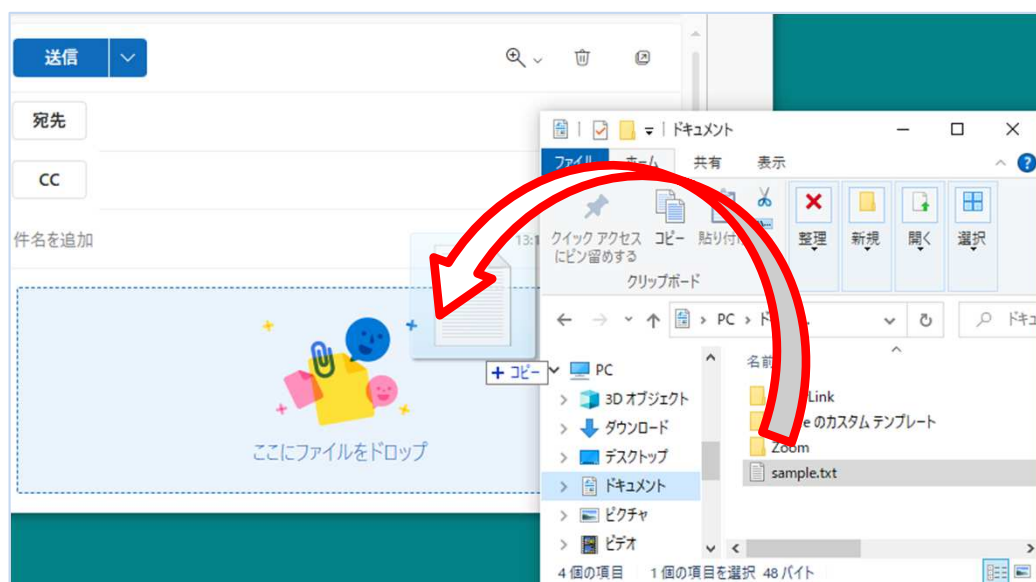 送信
宛先
CC
件名を追加
13:1
ここにファイルをドロップ
+ コピー
ドキュメント
ファイル
ホーム
共有
表示
クイック アクセス
にピン留めする
コピー
貼り付け
整理
新規
開く
選択
クリップボード
PC
名前
PC
3D オブジェクト
ダウンロード
デスクトップ
ドキュメント
ピクチャ
ビデオ
Link
のカスタム テンプレート
Zoom
sample.txt
4 個の項目
1 個の項目を選択 48 バイト